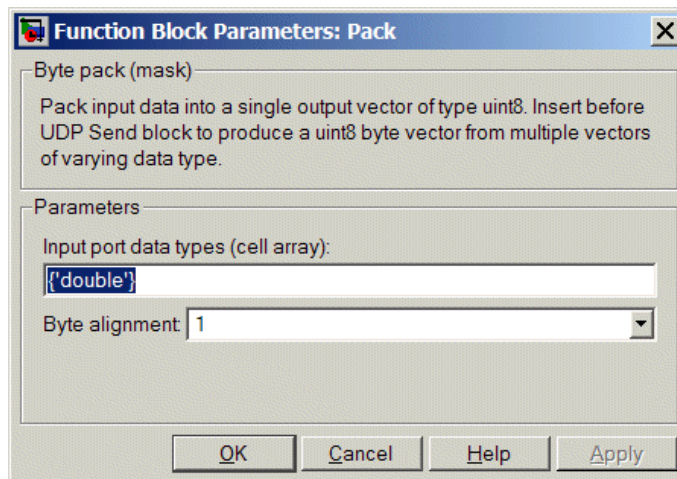 Function Block Parameters: Pack
Byte pack (mask)
Pack input data into a single output vector of type uint8. Insert before
UDP Send block to produce a uint8 byte vector from multiple vectors
of varying data type.
Parameters
Input port data types (cell array):
{'double'}
Byte alignment: 1
OK Cancel Help Apply